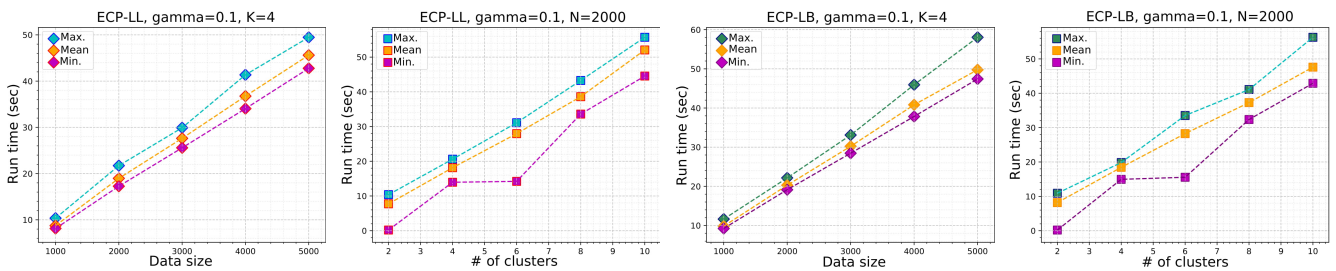 ECP-LL, gamma=0.1, K=4
Max.
Mean
Min.
50
40
30
20
10
1000 2000 3000 4000 5000
Run time (sec)
Data size
ECP-LL, gamma=0.1, N=2000
Max.
Mean
Min.
50
40
30
20
10
0
2 3 4 5 6 7 8 9 10
Run time (sec)
# of clusters
ECP-LB, gamma=0.1, K=4
Max.
Mean
Min.
60
50
40
30
20
10
1000 2000 3000 4000 5000
Run time (sec)
Data size
ECP-LB, gamma=0.1, N=2000
Max.
Mean
Min.
50
40
30
20
10
0
2 3 4 5 6 7 8 9 10
Run time (sec)
# of clusters